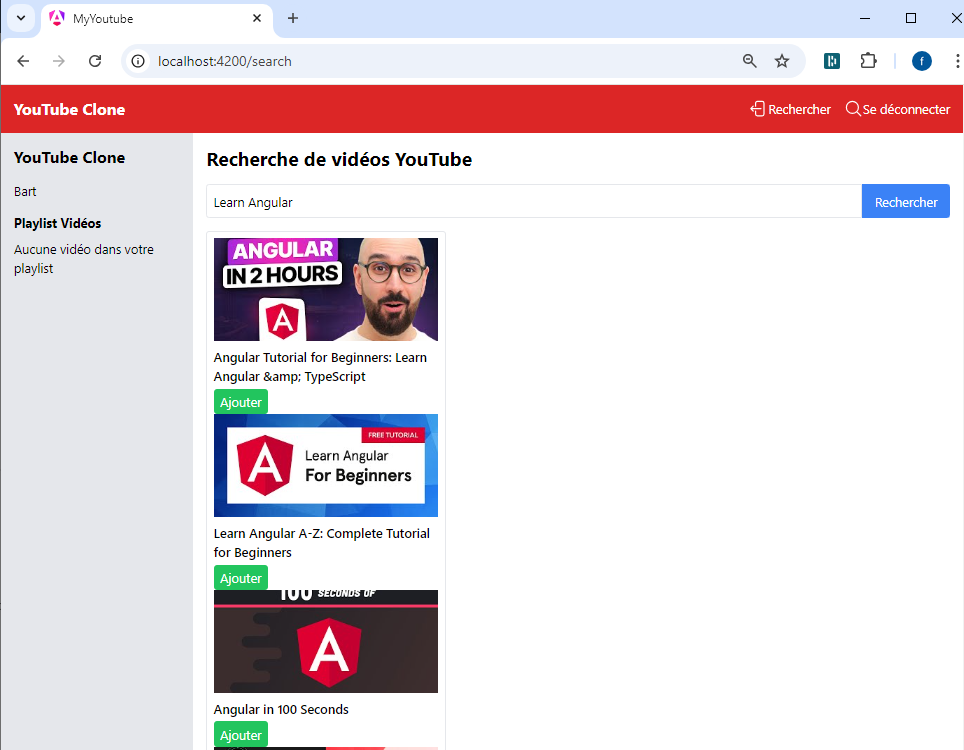 MyYoutube
localhost:4200/search
f
YouTube Clone
Rechercher
Se déconnecter
YouTube Clone
Bart
Playlist Vidéos
Aucune vidéo dans votre
playlist
Recherche de vidéos YouTube
Learn Angular
Rechercher
ANGULAR
IN 2 HOURS
A
Angular Tutorial for Beginners: Learn
Angular &amp; TypeScript
Ajouter
FREE TUTORIAL
A
Learn Angular
For Beginners
Learn Angular A-Z: Complete Tutorial
for Beginners
Ajouter
100 SECONDS OF
A
Angular in 100 Seconds
Ajouter